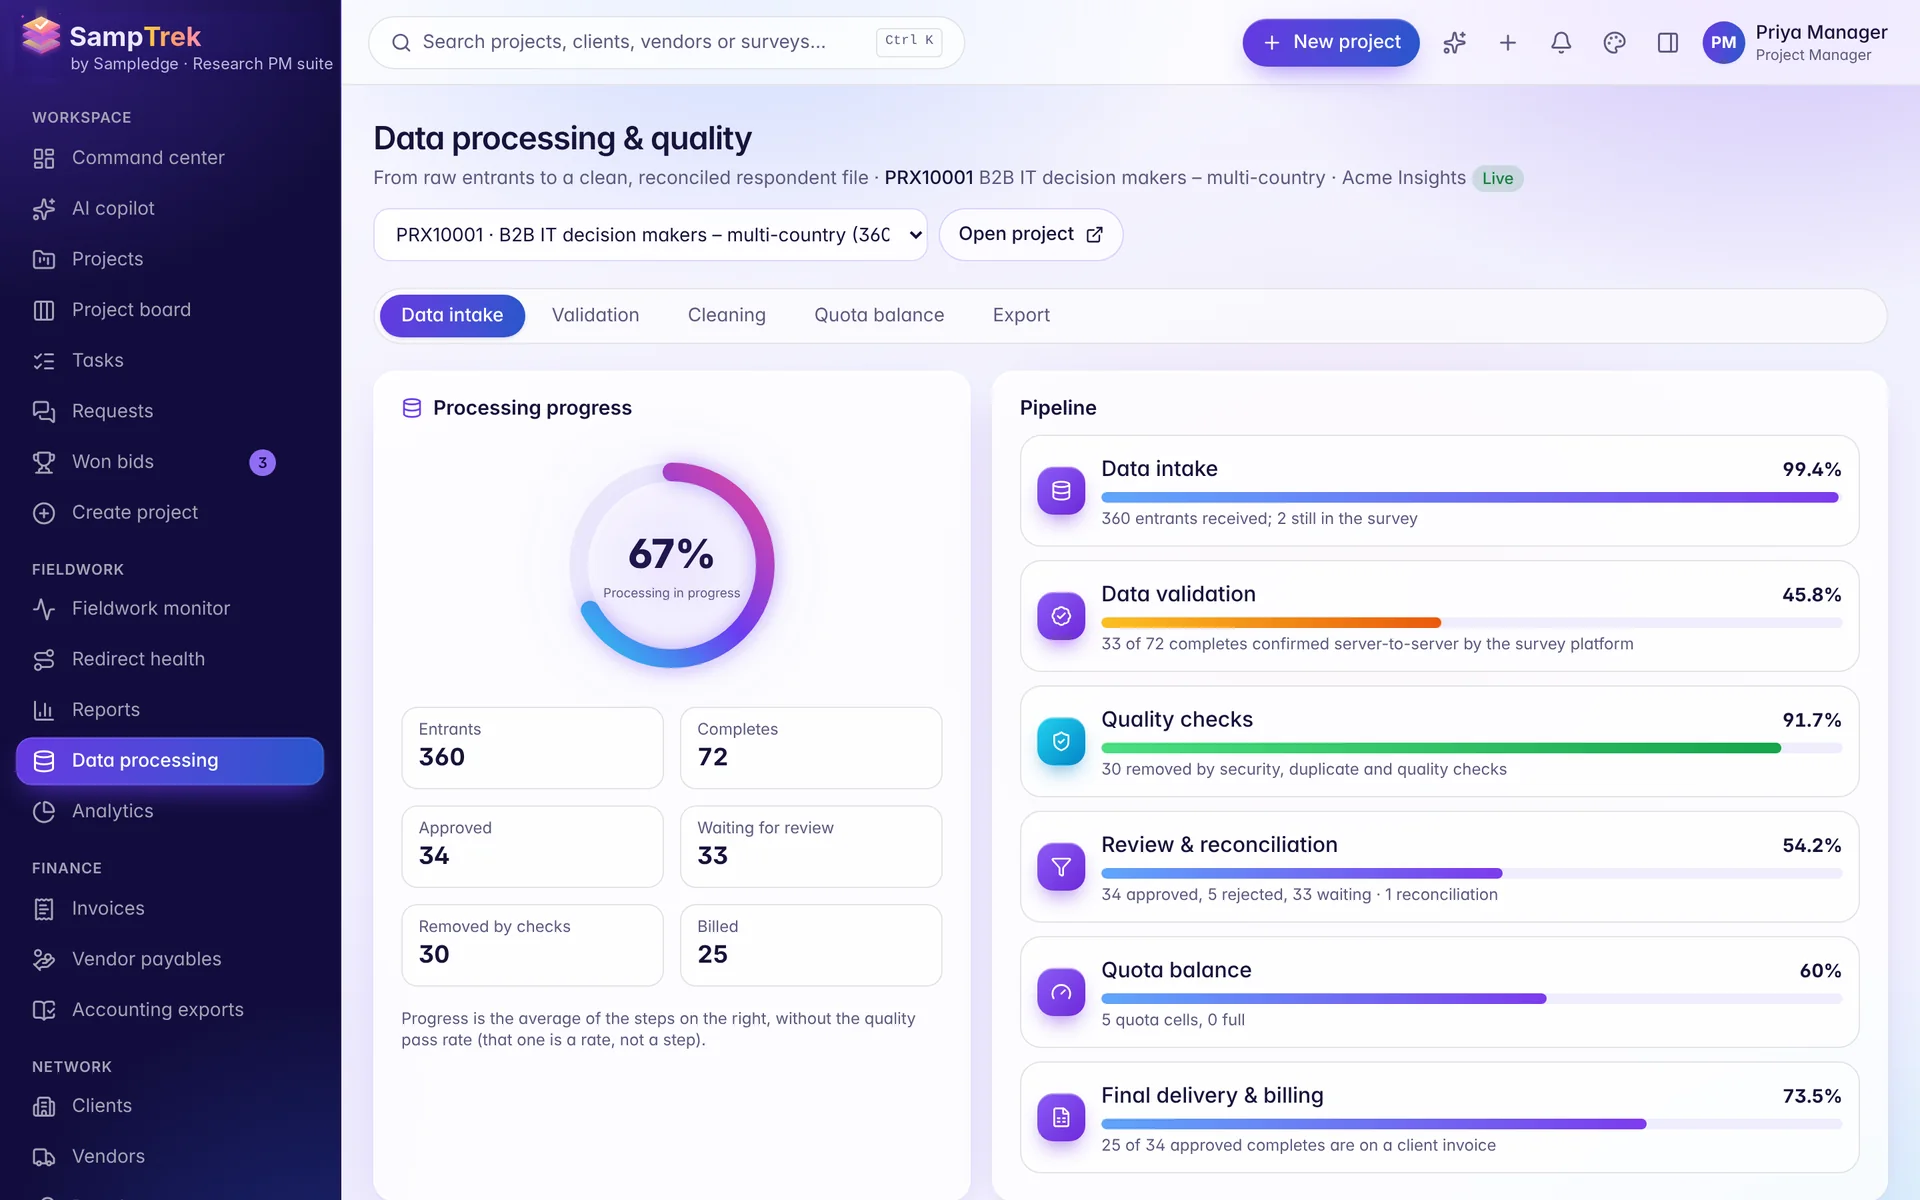 SampTrek
by Sampledge · Research PM suite
WORKSPACE
Command center
AI copilot
Projects
Project board
Tasks
Requests
Won bids
3
Create project
FIELDWORK
Fieldwork monitor
Redirect health
Reports
Data processing
Analytics
FINANCE
Invoices
Vendor payables
Accounting exports
NETWORK
Clients
Vendors
Search projects, clients, vendors or surveys...
Ctrl K
New project
PM
Priya Manager
Project Manager
Data processing & quality
From raw entrants to a clean, reconciled respondent file · PRX10001 B2B IT decision makers – multi-country · Acme Insights Live
PRX10001 · B2B IT decision makers – multi-country (360
Open project
Data intake
Validation
Cleaning
Quota balance
Export
Processing progress
67%
Processing in progress
Entrants
360
Completes
72
Approved
34
Waiting for review
33
Removed by checks
30
Billed
25
Progress is the average of the steps on the right, without the quality
pass rate (that one is a rate, not a step).
Pipeline
Data intake
99.4%
360 entrants received; 2 still in the survey
Data validation
45.8%
33 of 72 completes confirmed server-to-server by the survey platform
Quality checks
91.7%
30 removed by security, duplicate and quality checks
Review & reconciliation
54.2%
34 approved, 5 rejected, 33 waiting · 1 reconciliation
Quota balance
60%
5 quota cells, 0 full
Final delivery & billing
73.5%
25 of 34 approved completes are on a client invoice